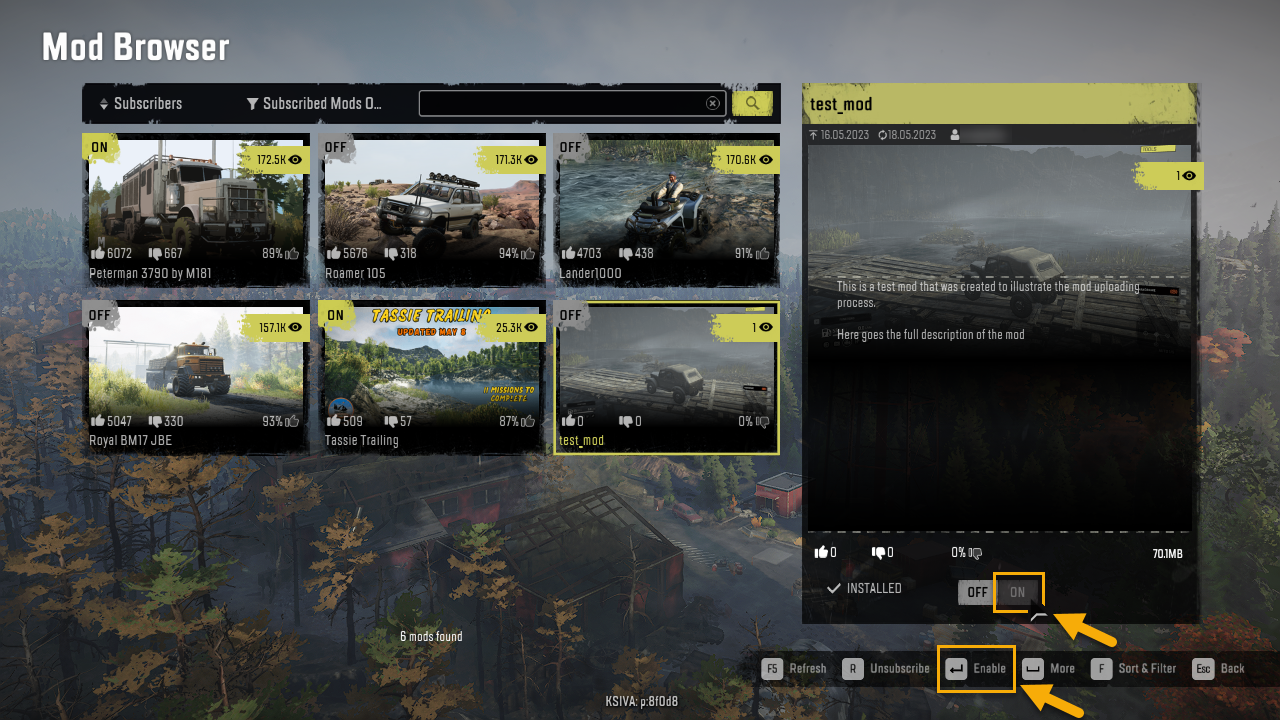 Mod Browser
Subscribers
Subscribed Mods O...
ON
172.5K
6072 667 89%
Peterman 3790 by M181
OFF
171.3K
5676 318 94%
Roamer 105
OFF
170.6K
4703 438 91%
Lander1000
OFF
157.1K
5047 330 93%
Royal BM17 JBE
ON
TASSIE TRAILING
UPDATED MAY 8
25.3K
11 MISSIONS TO
COMPLETE
509 57 87%
Tassie Trailing
OFF
1
0 0 0%
test_mod
6 mods found
test_mod
16.05.2023 18.05.2023
1
This is a test mod that was created to illustrate the mod uploading
process.
Here goes the full description of the mod
0 0 0% 70.1MB
INSTALLED OFF ON
F5 Refresh R Unsubscribe Enable More F Sort & Filter Esc Back
KSIVA: p:8f0d8